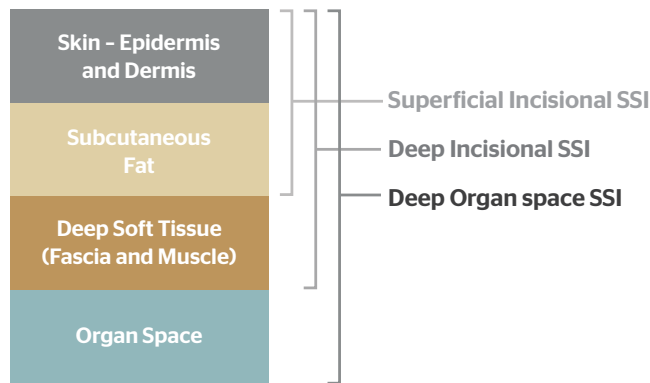 Skin – Epidermis
and Dermis
Subcutaneous
Fat
Deep Soft Tissue
(Fascia and Muscle)
Organ Space
Superficial Incisional SSI
Deep Incisional SSI
Deep Organ space SSI